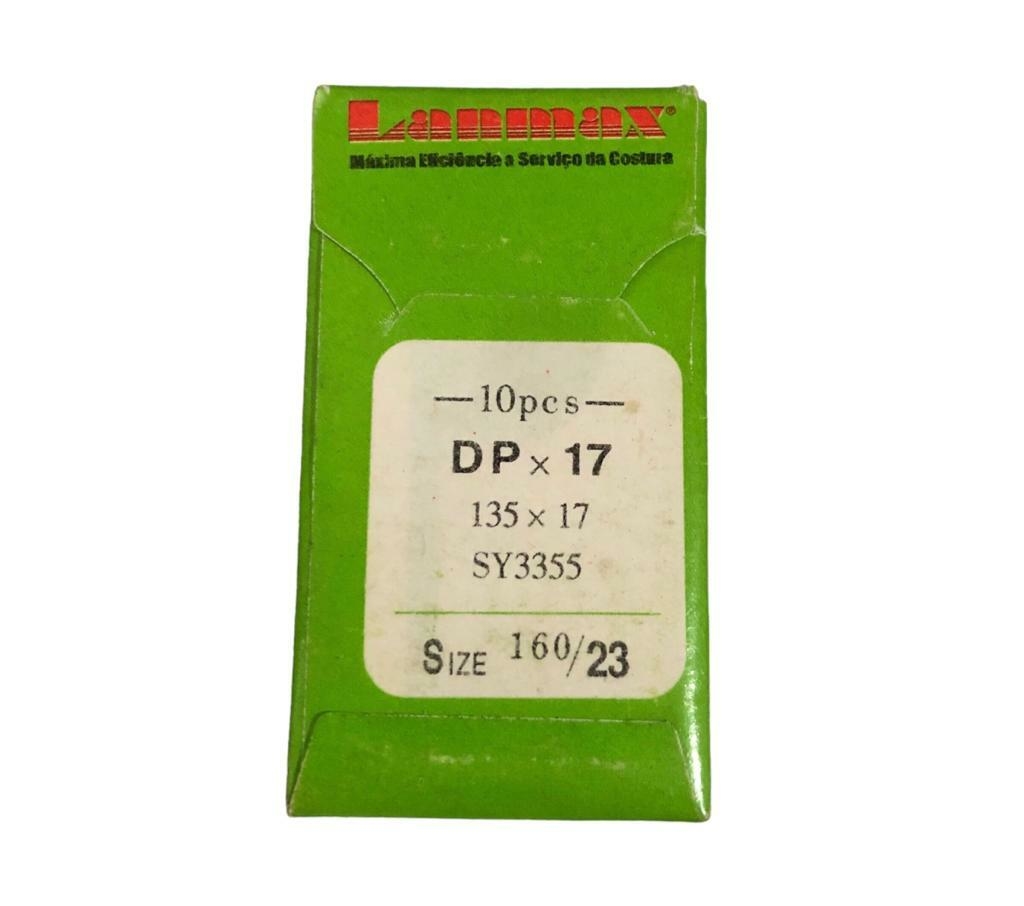 Lanmax®
Máxima Eficiência a Serviço da Costura
—10pcs—
DP × 17
135 × 17
SY3355
SIZE 160/23